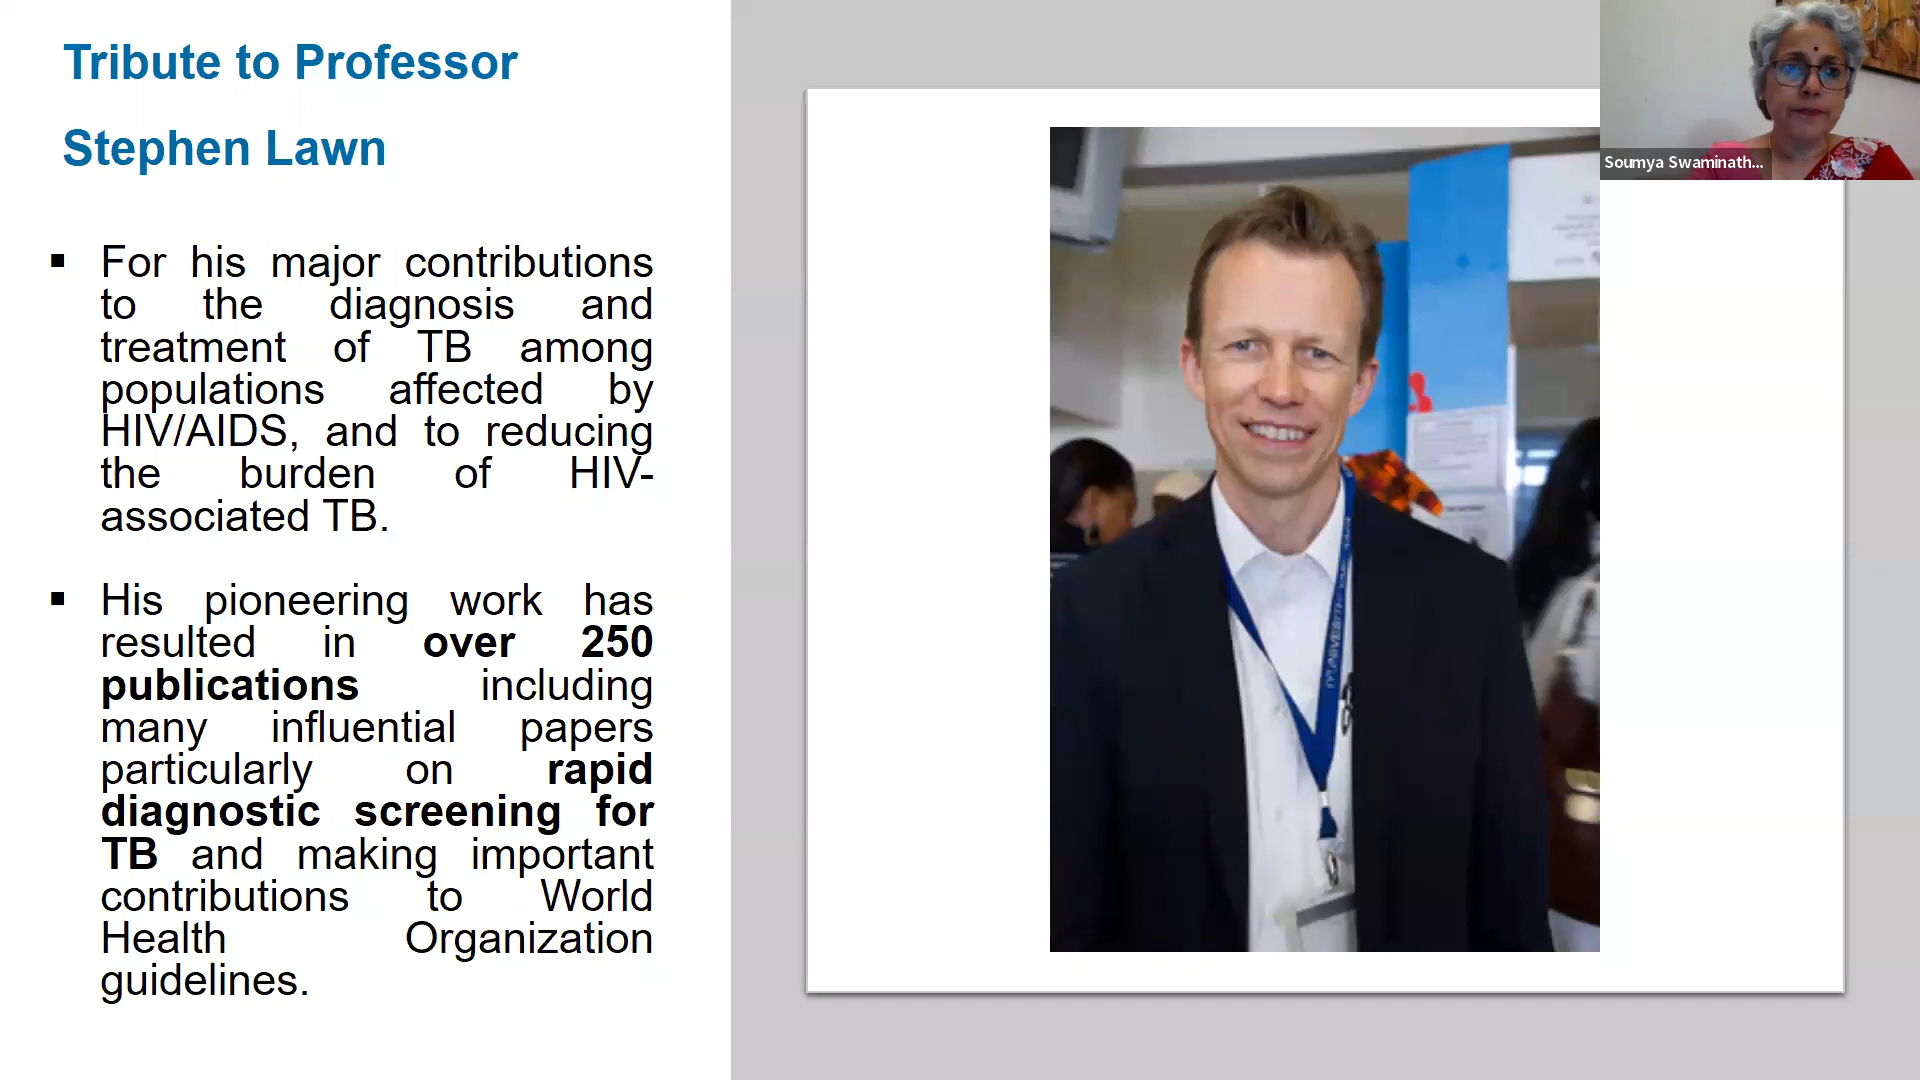 Tribute to Professor
Stephen Lawn
▪ For his major contributions
to the diagnosis and
treatment of TB among
populations affected by
HIV/AIDS, and to reducing
the burden of HIV-
associated TB.
▪ His pioneering work has
resulted in over 250
publications including
many influential papers
particularly on rapid
diagnostic screening for
TB and making important
contributions to World
Health Organization
guidelines.
Soumya Swaminath...